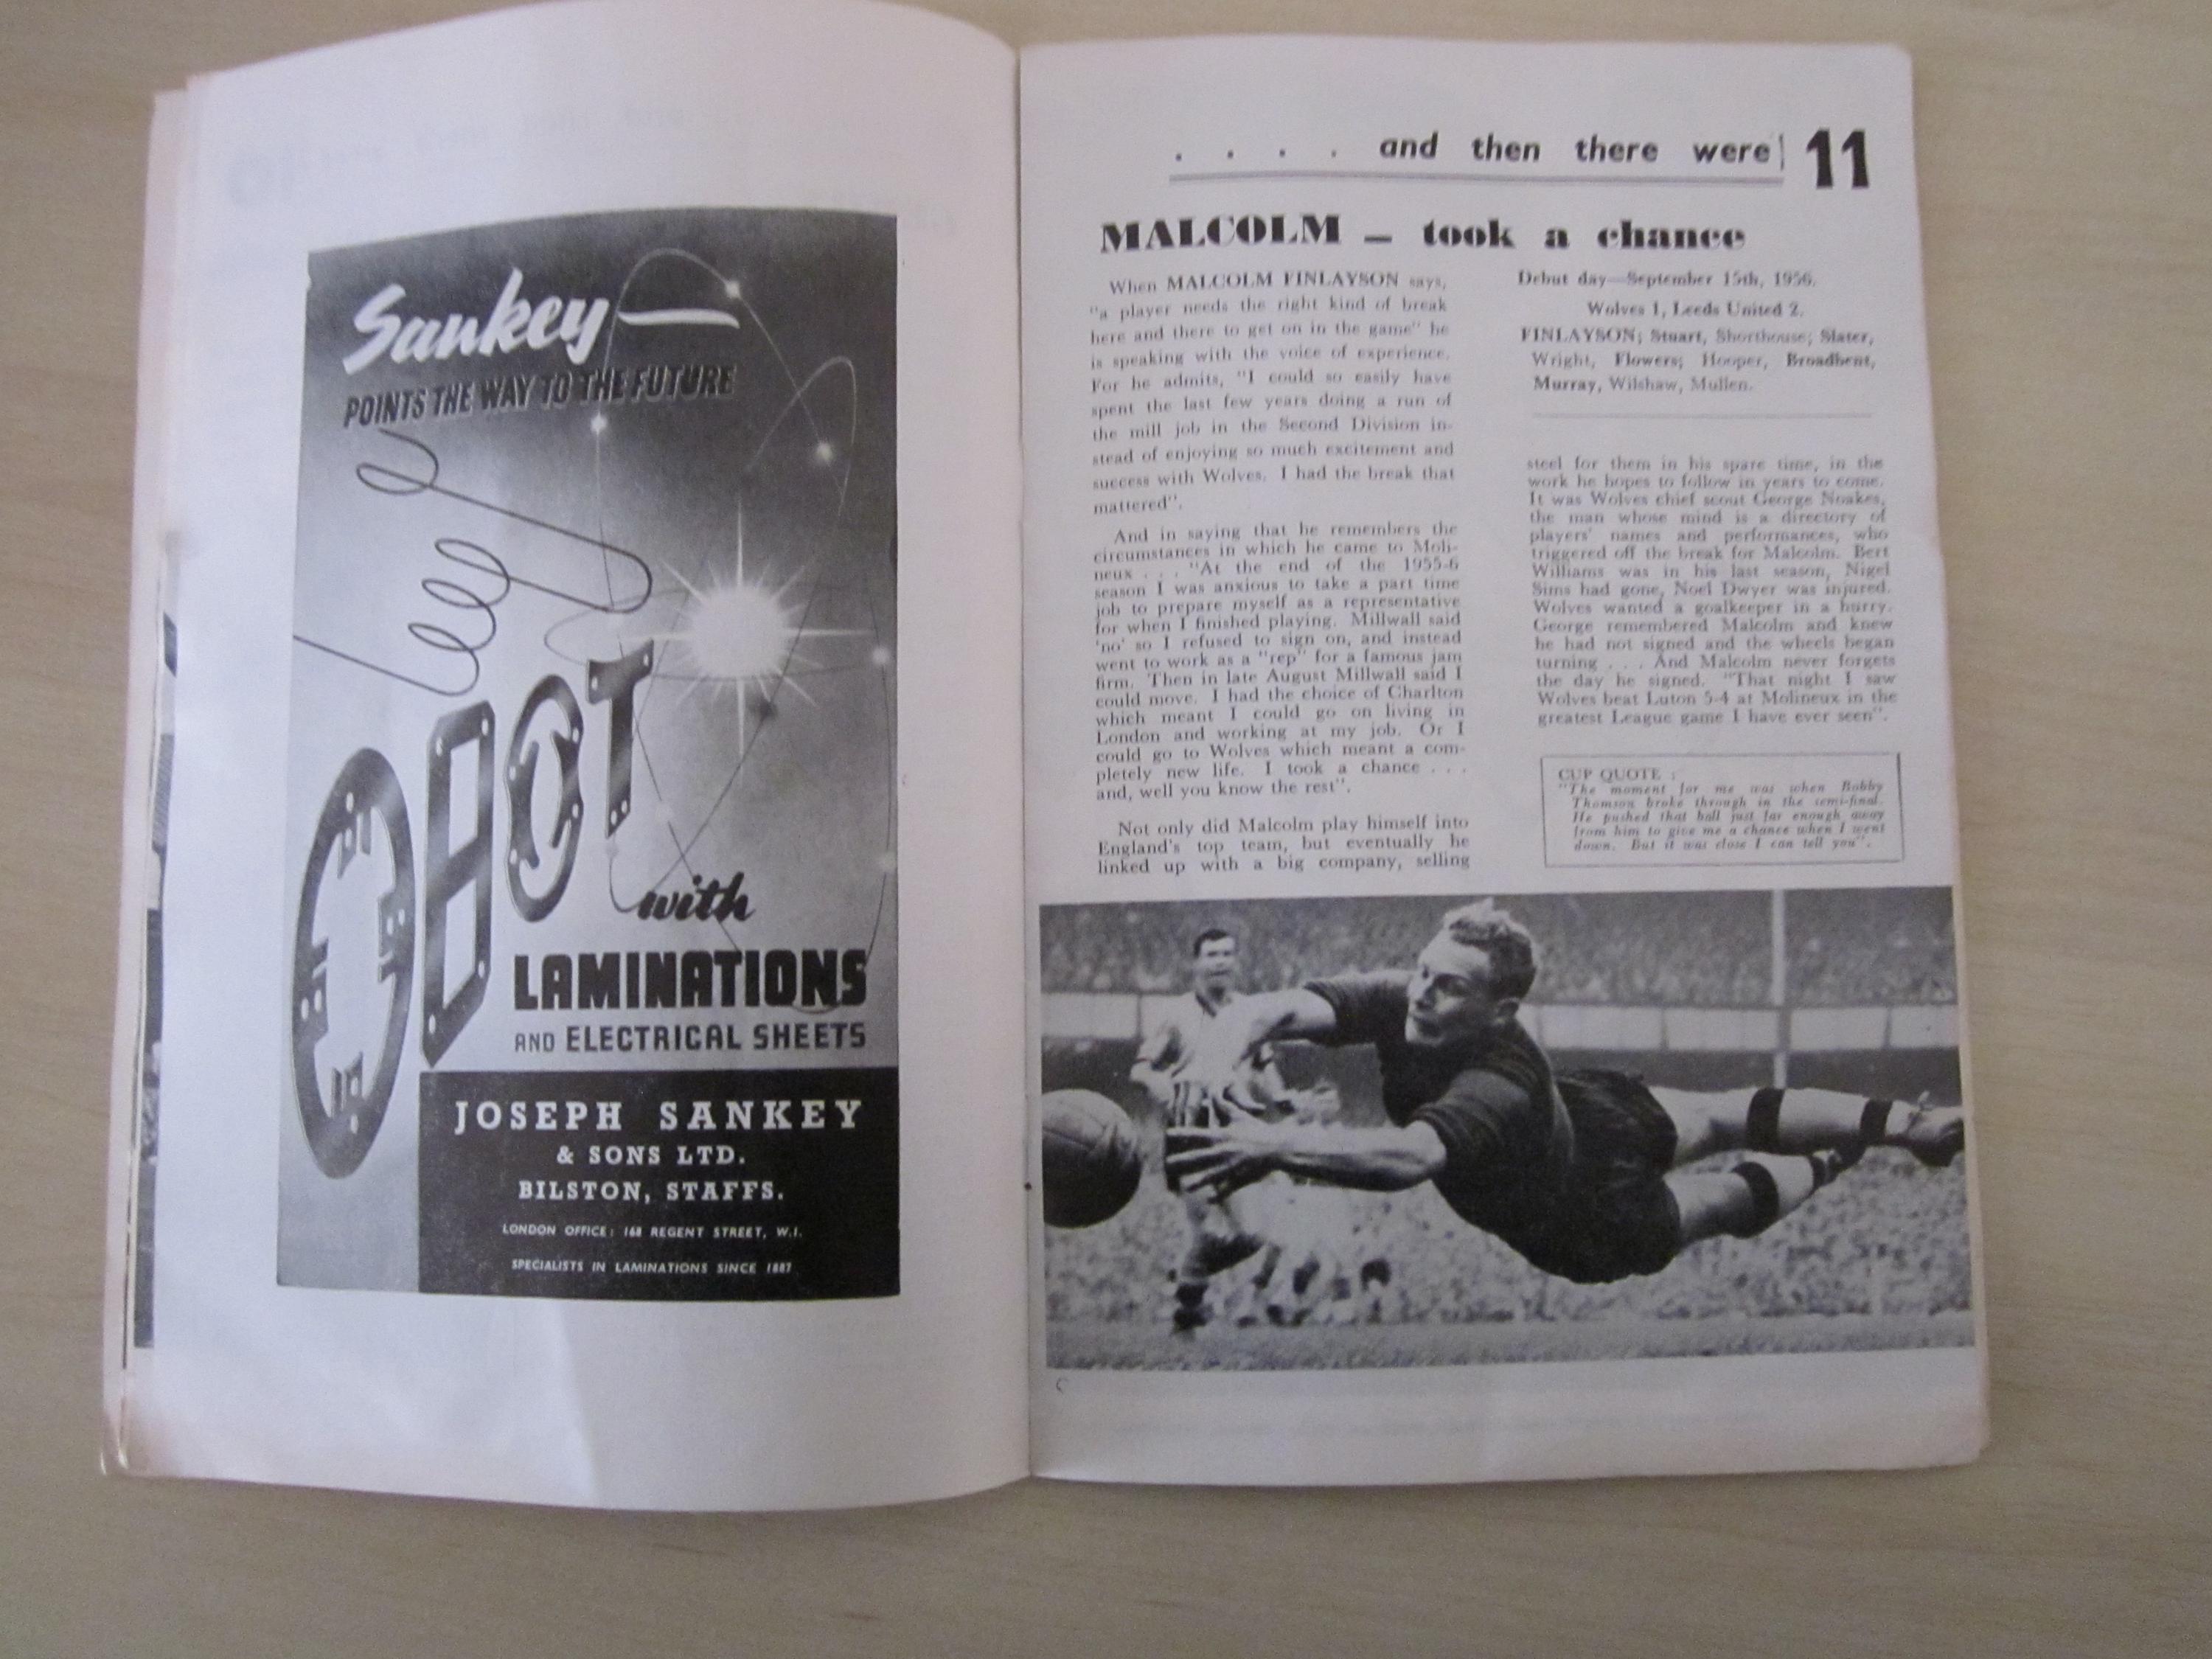 Sankey
POINTS THE WAY TO THE FUTURE
with
LAMINATIONS
AND ELECTRICAL SHEETS
JOSEPH SANKEY
& SONS LTD.
BILSTON, STAFFS.
LONDON OFFICE: 168 REGENT STREET, W.I.
SPECIALISTS IN LAMINATIONS SINCE 1887
. . . . and then there were 11
MALCOLM — took a chance
When MALCOLM FINLAYSON says,
"a player needs the right kind of break
here and there to get on in the game" he
is speaking with the voice of experience.
For he admits, "I could so easily have
spent the last few years doing a run of
the mill job in the Second Division in-
stead of enjoying so much excitement and
success with Wolves. I had the break that
mattered".
And in saying that he remembers the
circumstances in which he came to Moli-
neux . . . "At the end of the 1955-6
season I was anxious to take a part time
job to prepare myself as a representative
for when I finished playing. Millwall said
'no' so I refused to sign on, and instead
went to work as a "rep" for a famous jam
firm. Then in late August Millwall said I
could move. I had the choice of Charlton
which meant I could go on living in
London and working at my job. Or I
could go to Wolves which meant a com-
pletely new life. I took a chance . . .
and, well you know the rest".
Not only did Malcolm play himself into
England's top team, but eventually he
linked up with a big company, selling
Debut day—September 15th, 1956.
Wolves 1, Leeds United 2.
FINLAYSON; Stuart, Shorthouse; Slater,
Wright, Flowers; Hooper, Broadbent,
Murray, Wilshaw, Mullen.
steel for them in his spare time, in the
work he hopes to follow in years to come.
It was Wolves chief scout George Noakes,
the man whose mind is a directory of
players' names and performances, who
triggered off the break for Malcolm. Bert
Williams was in his last season, Nigel
Sims had gone, Noel Dwyer was injured.
Wolves wanted a goalkeeper in a hurry.
George remembered Malcolm and knew
he had not signed and the wheels began
turning . . . And Malcolm never forgets
the day he signed. "That night I saw
Wolves beat Luton 5-4 at Molineux in the
greatest League game I have ever seen".
CUP QUOTE :
"The moment for me was when Bobby
Thomson broke through in the semi-final.
He pushed that ball just far enough away
from him to give me a chance when I went
down. But it was close I can tell you".